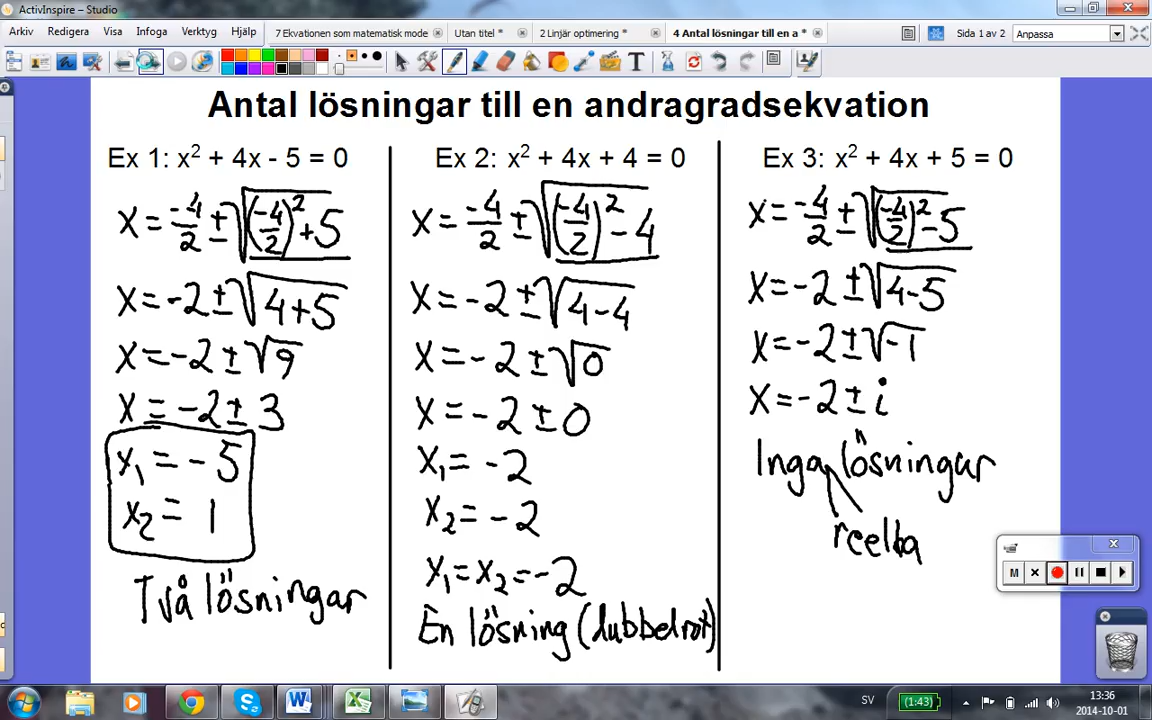 ActivInspire – Studio
Arkiv Redigera Visa Infoga Verktyg Hjälp
7 Ekvationen som matematisk mode
Utan titel *
2 Linjär optimering *
4 Antal lösningar till en a *
Sida 1 av 2
Anpassa
Antal lösningar till en andragradsekvation
Ex 1: x² + 4x - 5 = 0
x = -4/2 ± √((-4/2)² + 5)
x = -2 ± √(4+5)
x = -2 ± √9
x = -2 ± 3
x₁ = -5
x₂ = 1
Två lösningar
Ex 2: x² + 4x + 4 = 0
x = -4/2 ± √((-4/2)² - 4)
x = -2 ± √(4-4)
x = -2 ± √0
x = -2 ± 0
x₁ = -2
x₂ = -2
x₁ = x₂ = -2
En lösning (dubbelrot)
Ex 3: x² + 4x + 5 = 0
x = -4/2 ± √((-4/2)² - 5)
x = -2 ± √(4-5)
x = -2 ± √-1
x = -2 ± i
Inga lösningar
reella
M
SV
(1:43)
13:36
2014-10-01